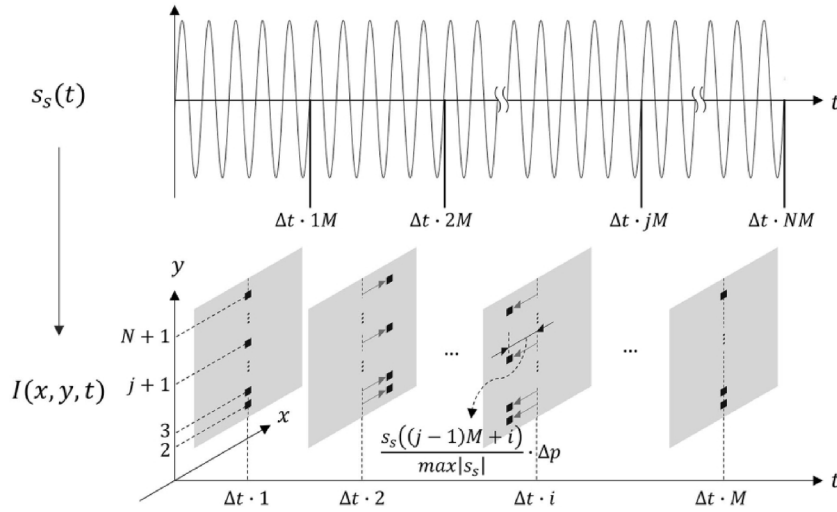 s_s(t)
t
Δt · 1M
Δt · 2M
Δt · jM
Δt · NM
y
N + 1
j + 1
3
2
x
I(x, y, t)
...
...
s_s((j − 1)M + i)
max|s_s|
· Δp
Δt · 1
Δt · 2
Δt · i
Δt · M
t